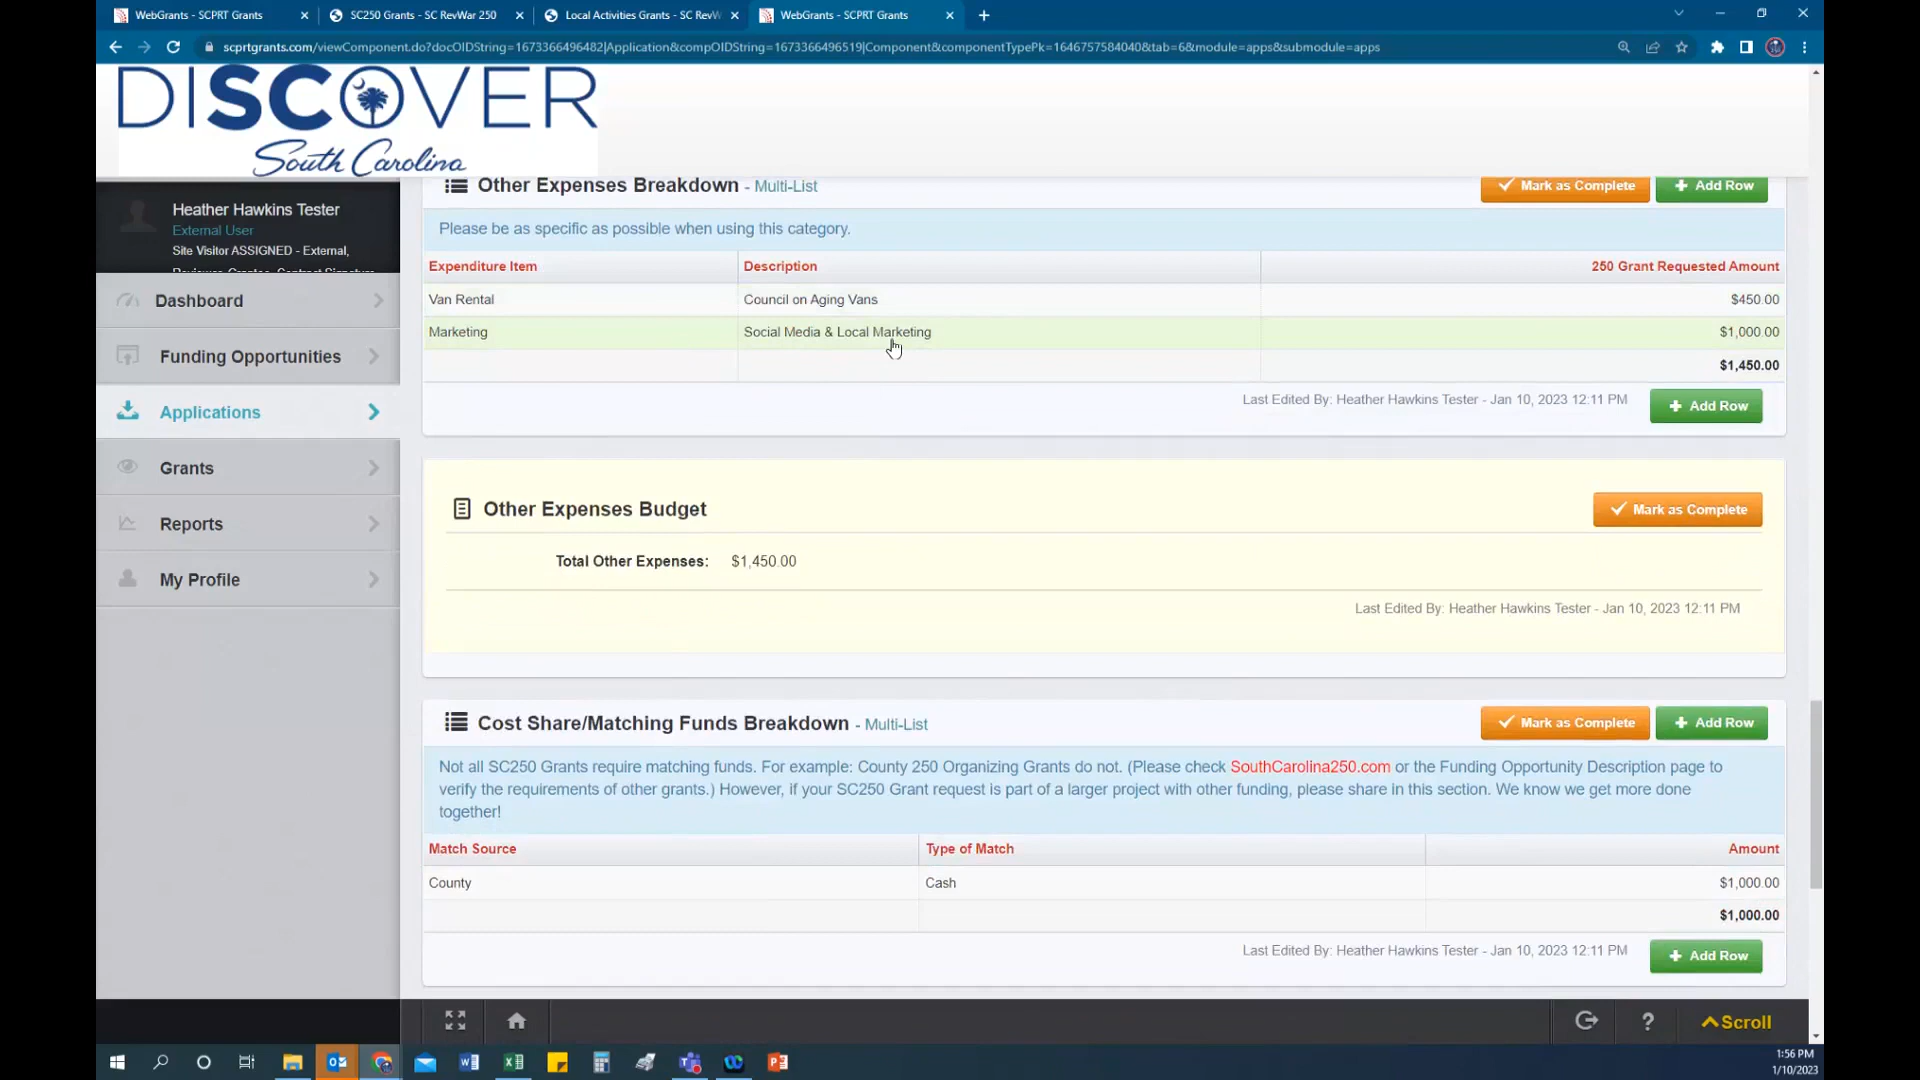 WebGrants - SCPRT Grants
SC250 Grants - SC RevWar 250
Local Activities Grants - SC RevW
WebGrants - SCPRT Grants
scprtgrants.com/viewComponent.do?docOIDString=1673366496482|Application&compOIDString=1673366496519|Component&componentTypePk=1646757584040&tab=6&module=apps&submodule=apps
DISCOVER
South Carolina
Heather Hawkins Tester
External User
Site Visitor ASSIGNED - External,
Dashboard
Funding Opportunities
Applications
Grants
Reports
My Profile
Other Expenses Breakdown - Multi-List
Mark as Complete
Add Row
Please be as specific as possible when using this category.
Expenditure Item Description 250 Grant Requested Amount
Van Rental Council on Aging Vans $450.00
Marketing Social Media & Local Marketing $1,000.00
$1,450.00
Last Edited By: Heather Hawkins Tester - Jan 10, 2023 12:11 PM
Add Row
Other Expenses Budget
Mark as Complete
Total Other Expenses: $1,450.00
Last Edited By: Heather Hawkins Tester - Jan 10, 2023 12:11 PM
Cost Share/Matching Funds Breakdown - Multi-List
Mark as Complete
Add Row
Not all SC250 Grants require matching funds. For example: County 250 Organizing Grants do not. (Please check SouthCarolina250.com or the Funding Opportunity Description page to
verify the requirements of other grants.) However, if your SC250 Grant request is part of a larger project with other funding, please share in this section. We know we get more done
together!
Match Source Type of Match Amount
County Cash $1,000.00
$1,000.00
Last Edited By: Heather Hawkins Tester - Jan 10, 2023 12:11 PM
Add Row
Scroll
1:56 PM
1/10/2023